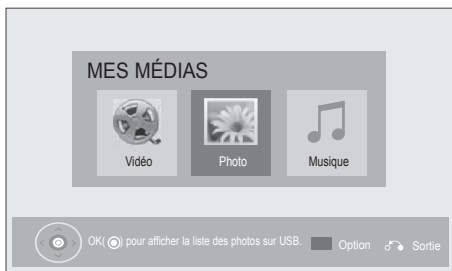 MES MÉDIAS
Vidéo Photo Musique
OK(◉) pour afficher la liste des photos sur USB. Option Sortie